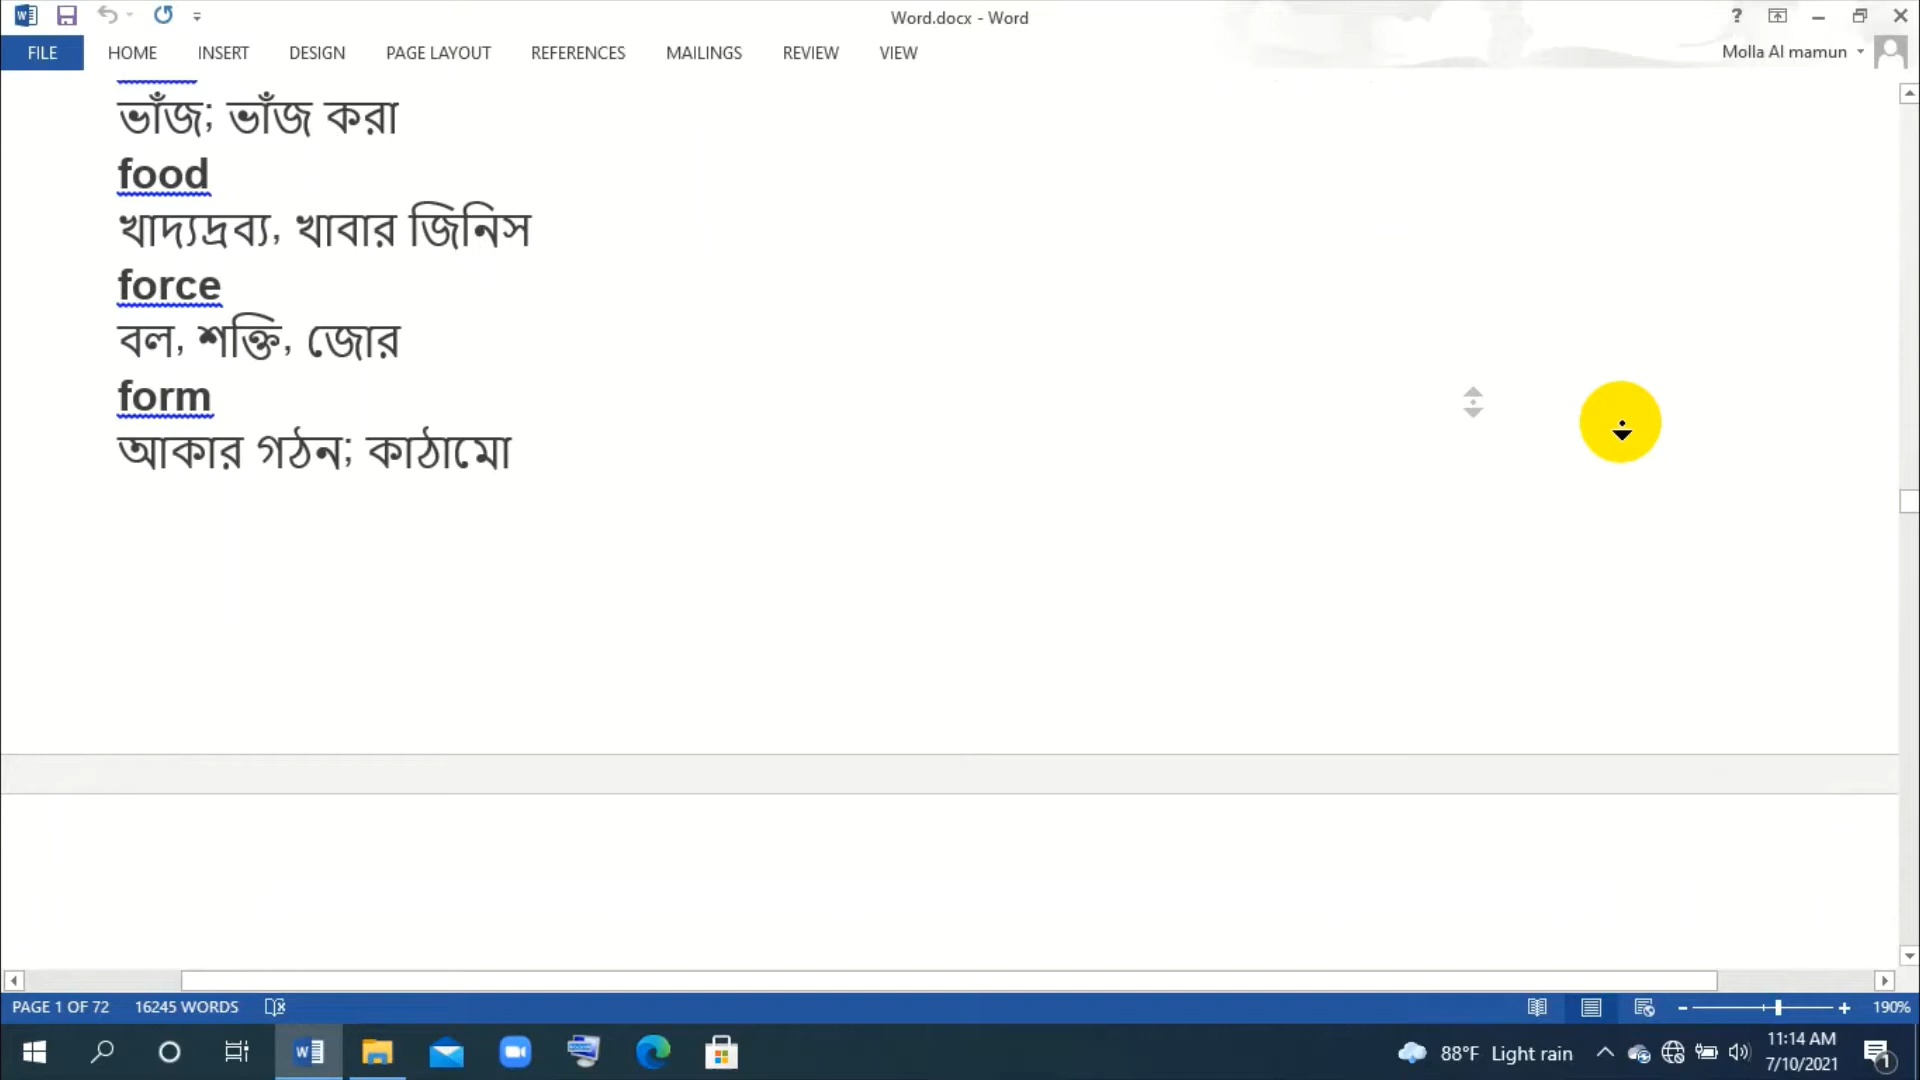 Word.docx - Word
?
Molla Al mamun
FILE HOME INSERT DESIGN PAGE LAYOUT REFERENCES MAILINGS REVIEW VIEW
ভাঁজ; ভাঁজ করা
food
খাদ্যদ্রব্য, খাবার জিনিস
force
বল, শক্তি, জোর
form
আকার গঠন; কাঠামো
PAGE 1 OF 72 16245 WORDS
190%
88°F Light rain
11:14 AM
7/10/2021
1